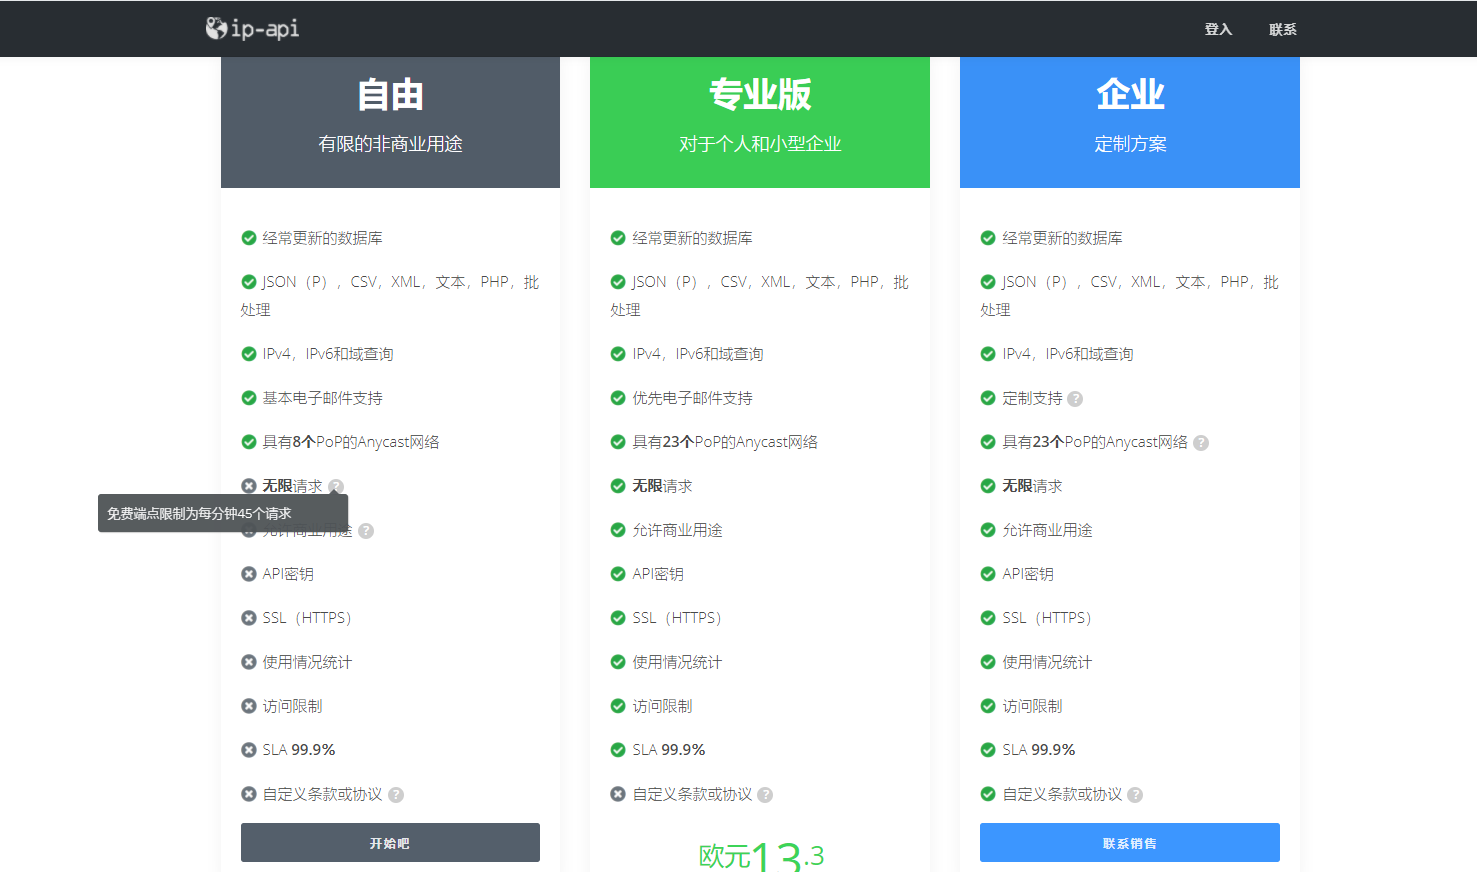 ip-api
登入
联系
自由
有限的非商业用途
经常更新的数据库
JSON（P），CSV，XML，文本，PHP，批
处理
IPv4，IPv6和域查询
基本电子邮件支持
具有8个PoP的Anycast网络
无限请求 ?
免费端点限制为每分钟45个请求
允许商业用途 ?
API密钥
SSL（HTTPS）
使用情况统计
访问限制
SLA 99.9%
自定义条款或协议 ?
开始吧
专业版
对于个人和小型企业
经常更新的数据库
JSON（P），CSV，XML，文本，PHP，批
处理
IPv4，IPv6和域查询
优先电子邮件支持
具有23个PoP的Anycast网络
无限请求
允许商业用途
API密钥
SSL（HTTPS）
使用情况统计
访问限制
SLA 99.9%
自定义条款或协议 ?
欧元13.3
企业
定制方案
经常更新的数据库
JSON（P），CSV，XML，文本，PHP，批
处理
IPv4，IPv6和域查询
定制支持 ?
具有23个PoP的Anycast网络 ?
无限请求
允许商业用途
API密钥
SSL（HTTPS）
使用情况统计
访问限制
SLA 99.9%
自定义条款或协议 ?
联系销售